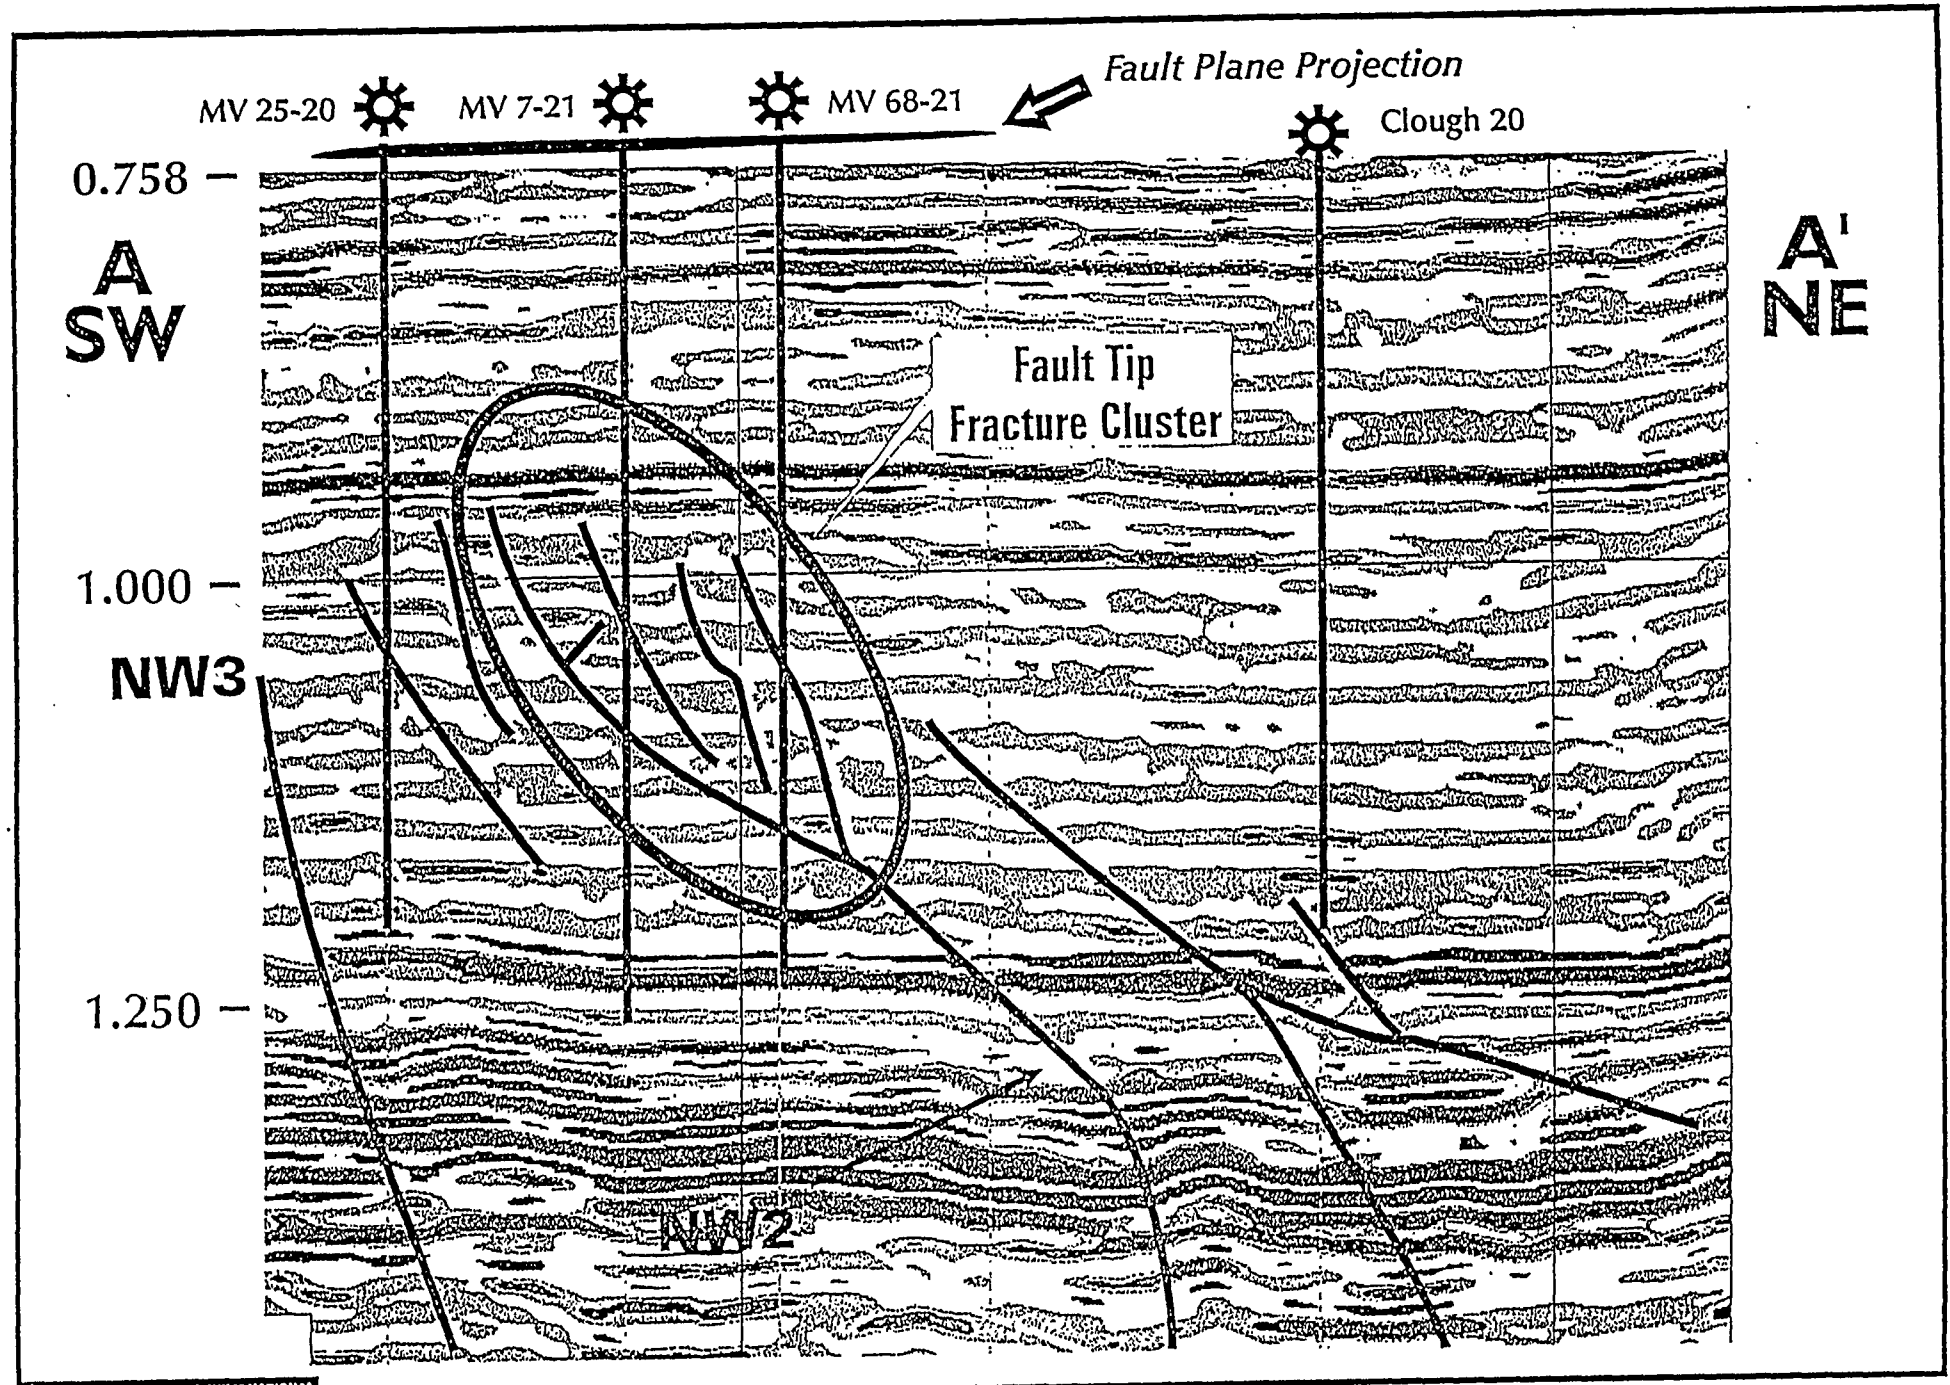 Fault Plane Projection
MV 25-20
MV 7-21
MV 68-21
Clough 20
0.758
A
SW
A'
NE
Fault Tip
Fracture Cluster
1.000
NW3
1.250
NW2